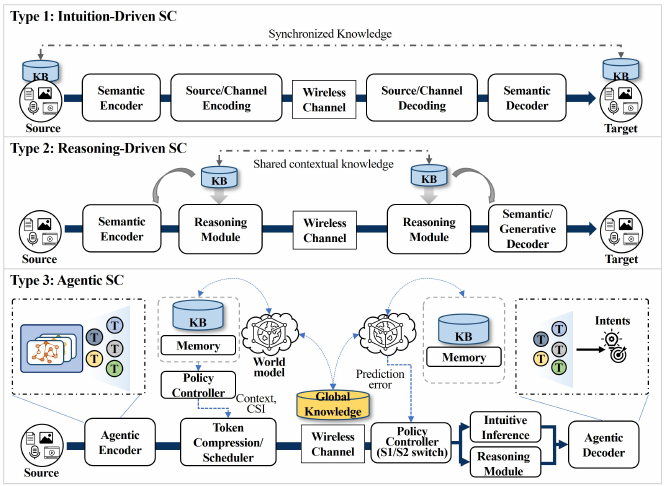 Type 1: Intuition-Driven SC
Synchronized Knowledge
KB
KB
Semantic
Encoder
Source/Channel
Encoding
Wireless
Channel
Source/Channel
Decoding
Semantic
Decoder
Source
Target
Type 2: Reasoning-Driven SC
Shared contextual knowledge
KB
KB
Semantic
Encoder
Reasoning
Module
Wireless
Channel
Reasoning
Module
Semantic/
Generative
Decoder
Source
Target
Type 3: Agentic SC
T
T
T
T
T
T
KB
Memory
World
model
KB
Memory
T
T
T
T
T
Intents
Policy
Controller
Context,
CSI
Prediction
error
Global
Knowledge
Agentic
Encoder
Token
Compression/
Scheduler
Wireless
Channel
Policy
Controller
(S1/S2 switch)
Intuitive
Inference
Reasoning
Module
Agentic
Decoder
Source